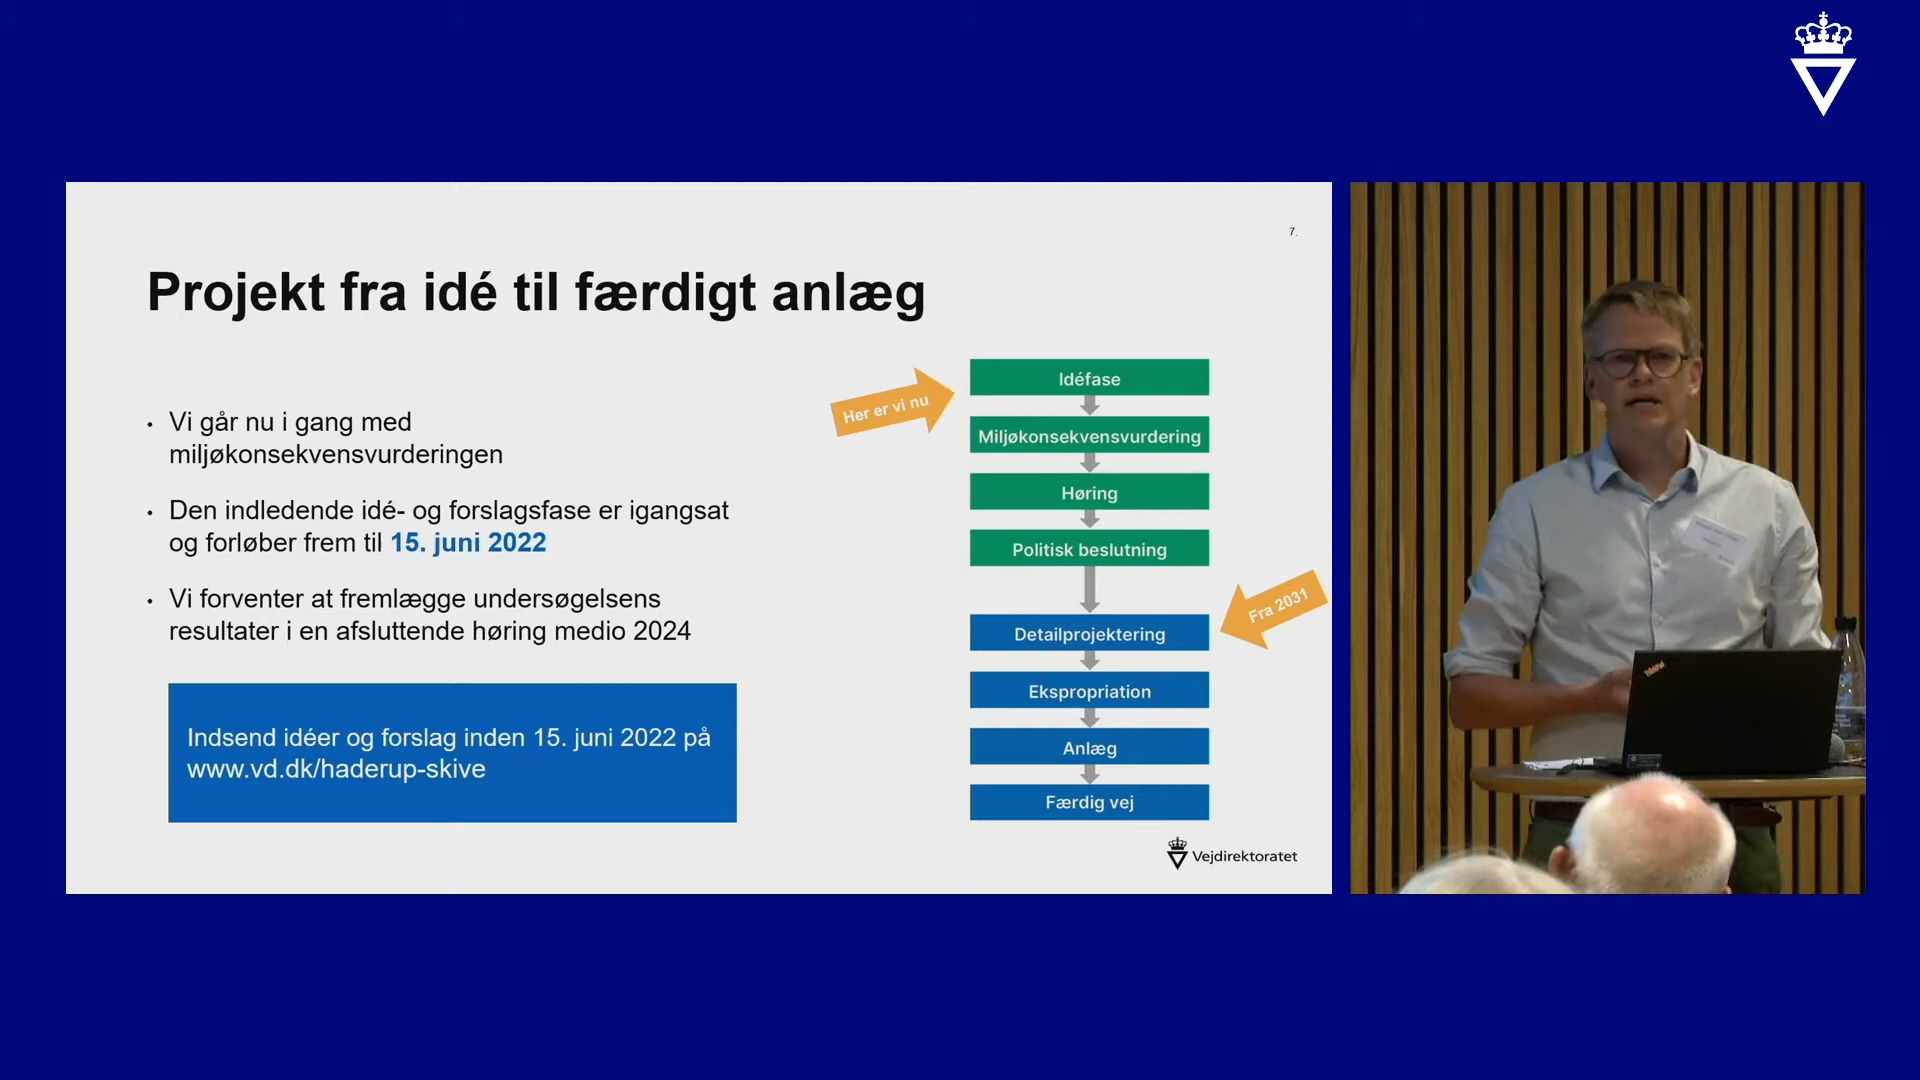 7.
Projekt fra idé til færdigt anlæg
• Vi går nu i gang med
miljøkonsekvensvurderingen
• Den indledende idé- og forslagsfase er igangsat
og forløber frem til 15. juni 2022
• Vi forventer at fremlægge undersøgelsens
resultater i en afsluttende høring medio 2024
Indsend idéer og forslag inden 15. juni 2022 på
www.vd.dk/haderup-skive
Her er vi nu
Idéfase
Miljøkonsekvensvurdering
Høring
Politisk beslutning
Fra 2031
Detailprojektering
Ekspropriation
Anlæg
Færdig vej
Vejdirektoratet
ThinkPad